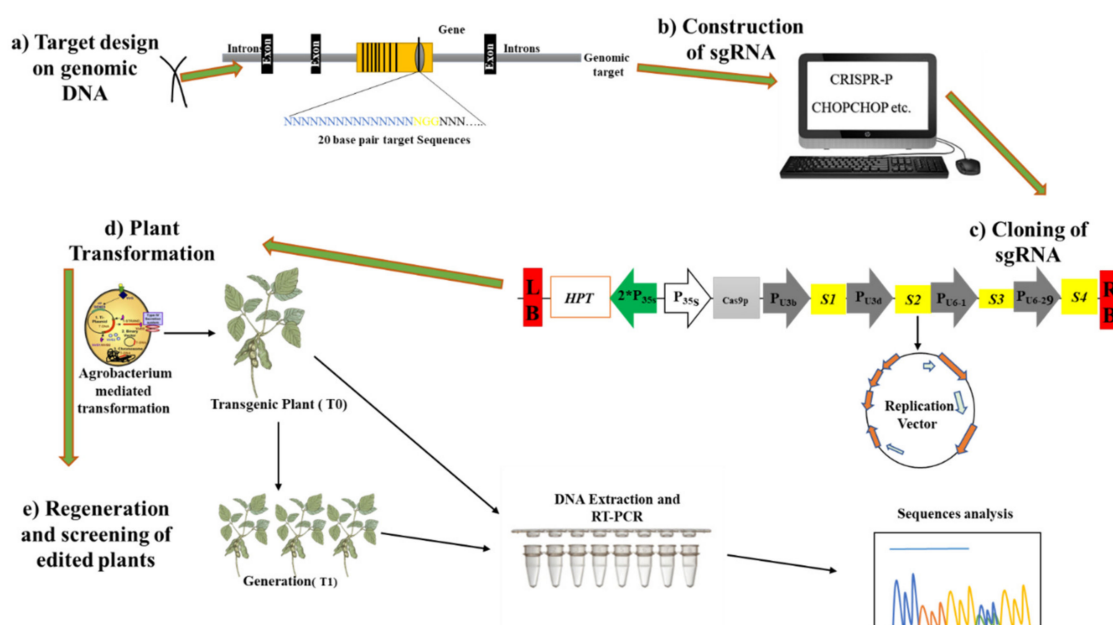 a) Target design
on genomic
DNA
Introns
Exon
Exon
Gene
Exon
Introns
Genomic
target
NNNNNNNNNNNNNNNNNNGGNNN.....
20 base pair target Sequences
b) Construction
of sgRNA
CRISPR-P
CHOPCHOP etc.
c) Cloning of
sgRNA
L
B
HPT
2*P35s
P35S
Cas9p
PU3b
S1
PU3d
S2
PU6-1
S3
PU6-29
S4
R
B
Replication
Vector
d) Plant
Transformation
Agrobacterium
mediated
transformation
Transgenic Plant ( T0)
e) Regeneration
and screening of
edited plants
Generation( T1)
DNA Extraction and
RT-PCR
Sequences analysis